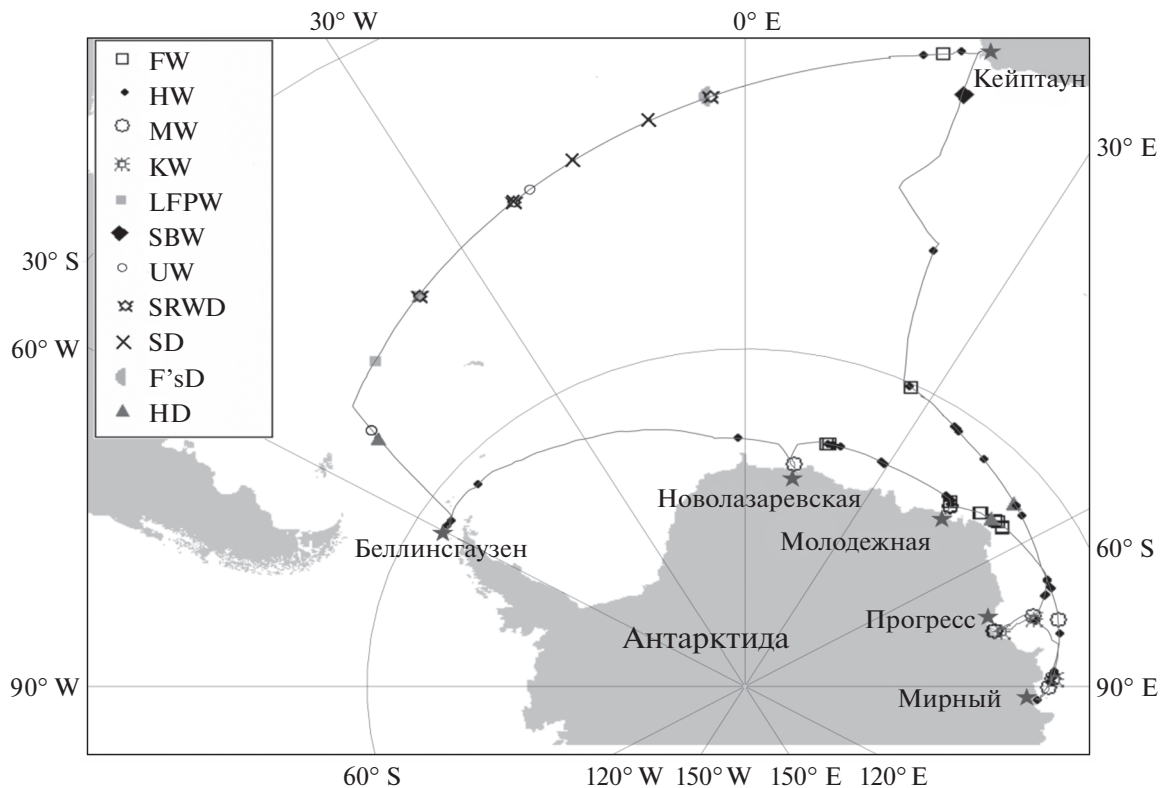 30° W
0° E
FW
HW
MW
KW
LFPW
SBW
UW
SRWD
SD
F'sD
HD
Кейптаун
30° E
30° S
60° W
Новолазаревская
Молодежная
Беллинсгаузен
60° S
Прогресс
Антарктида
90° W
Мирный
90° E
60° S
120° W
150° W
150° E
120° E